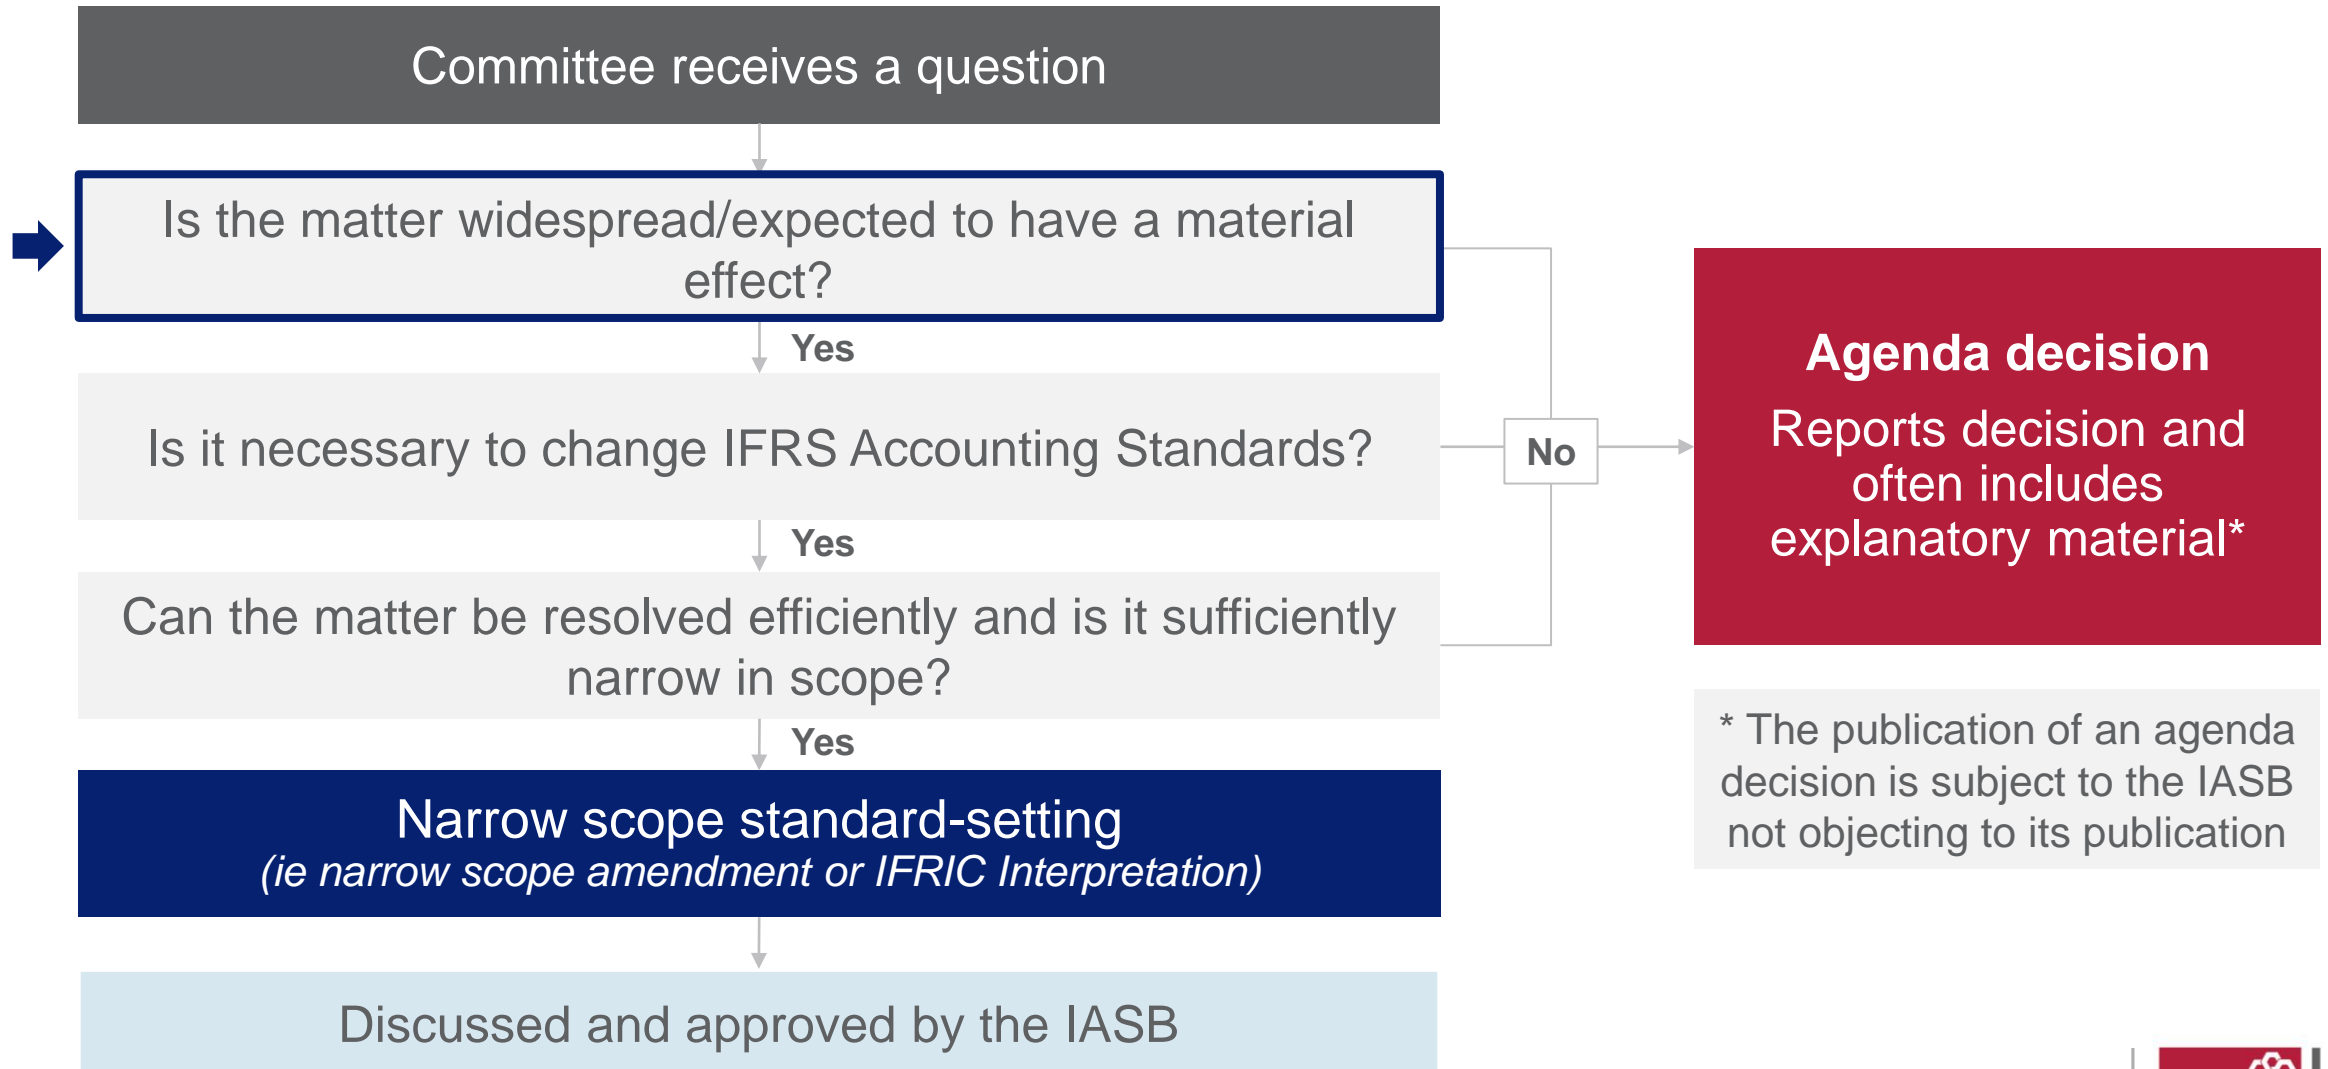 Committee receives a question
Is the matter widespread/expected to have a material
effect?
Yes
Is it necessary to change IFRS Accounting Standards?
Yes
Can the matter be resolved efficiently and is it sufficiently
narrow in scope?
Yes
Narrow scope standard-setting
(ie narrow scope amendment or IFRIC Interpretation)
Discussed and approved by the IASB
No
Agenda decision
Reports decision and
often includes
explanatory material*
* The publication of an agenda
decision is subject to the IASB
not objecting to its publication